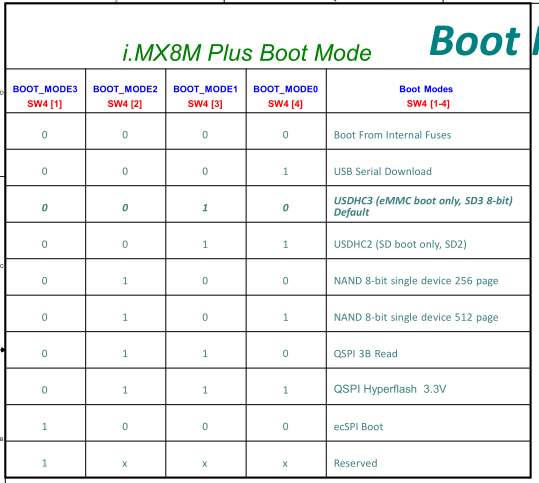 i.MX8M Plus Boot Mode
Boot
BOOT_MODE3 BOOT_MODE2 BOOT_MODE1 BOOT_MODE0 Boot Modes
SW4 [1] SW4 [2] SW4 [3] SW4 [4] SW4 [1-4]
0 0 0 0 Boot From Internal Fuses
0 0 0 1 USB Serial Download
0 0 1 0 USDHC3 (eMMC boot only, SD3 8-bit)
Default
0 0 1 1 USDHC2 (SD boot only, SD2)
0 1 0 0 NAND 8-bit single device 256 page
0 1 0 1 NAND 8-bit single device 512 page
0 1 1 0 QSPI 3B Read
0 1 1 1 QSPI Hyperflash 3.3V
1 0 0 0 ecSPI Boot
1 x x x Reserved